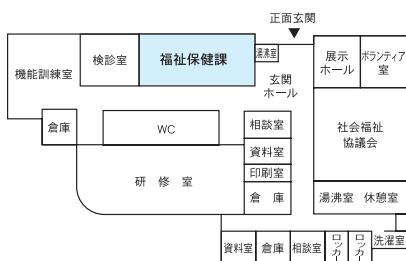 正面玄関
機能訓練室
検診室
福祉保健課
湯沸室
玄関
ホール
展示
ホール
ボランティア
室
倉庫
WC
相談室
資料室
印刷室
倉庫
研修室
社会福祉
協議会
湯沸室
休憩室
資料室
倉庫
相談室
ロッカー
ロッカー
洗濯室